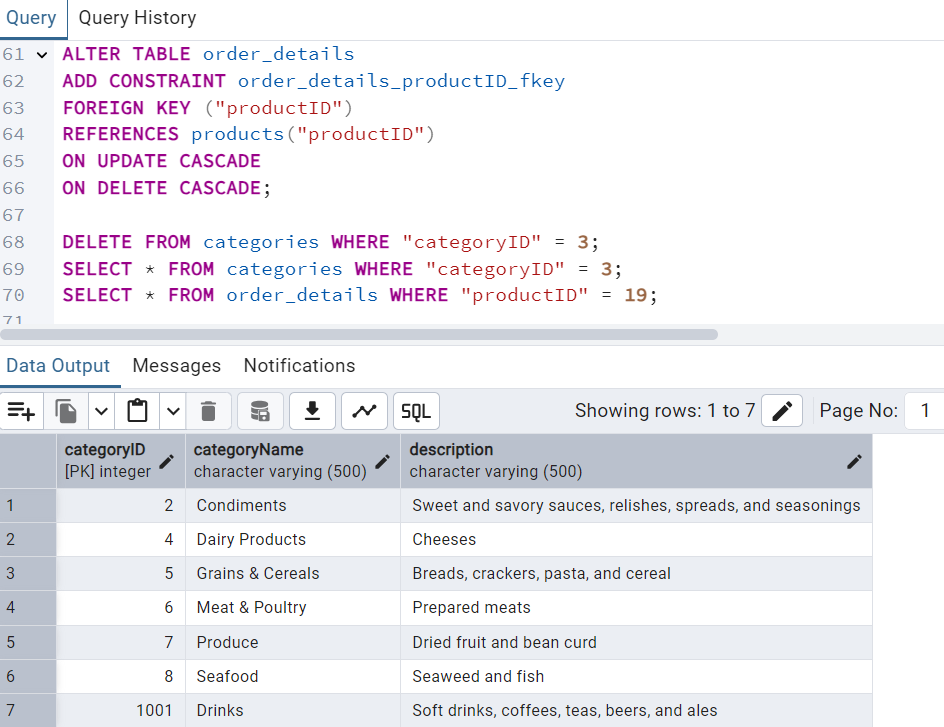 Query Query History
61 ALTER TABLE order_details
62 ADD CONSTRAINT order_details_productID_fkey
63 FOREIGN KEY ("productID")
64 REFERENCES products("productID")
65 ON UPDATE CASCADE
66 ON DELETE CASCADE;
67
68 DELETE FROM categories WHERE "categoryID" = 3;
69 SELECT * FROM categories WHERE "categoryID" = 3;
70 SELECT * FROM order_details WHERE "productID" = 19;
71
Data Output Messages Notifications
SQL Showing rows: 1 to 7 Page No: 1
categoryID categoryName description
[PK] integer character varying (500) character varying (500)
1 2 Condiments Sweet and savory sauces, relishes, spreads, and seasonings
2 4 Dairy Products Cheeses
3 5 Grains & Cereals Breads, crackers, pasta, and cereal
4 6 Meat & Poultry Prepared meats
5 7 Produce Dried fruit and bean curd
6 8 Seafood Seaweed and fish
7 1001 Drinks Soft drinks, coffees, teas, beers, and ales